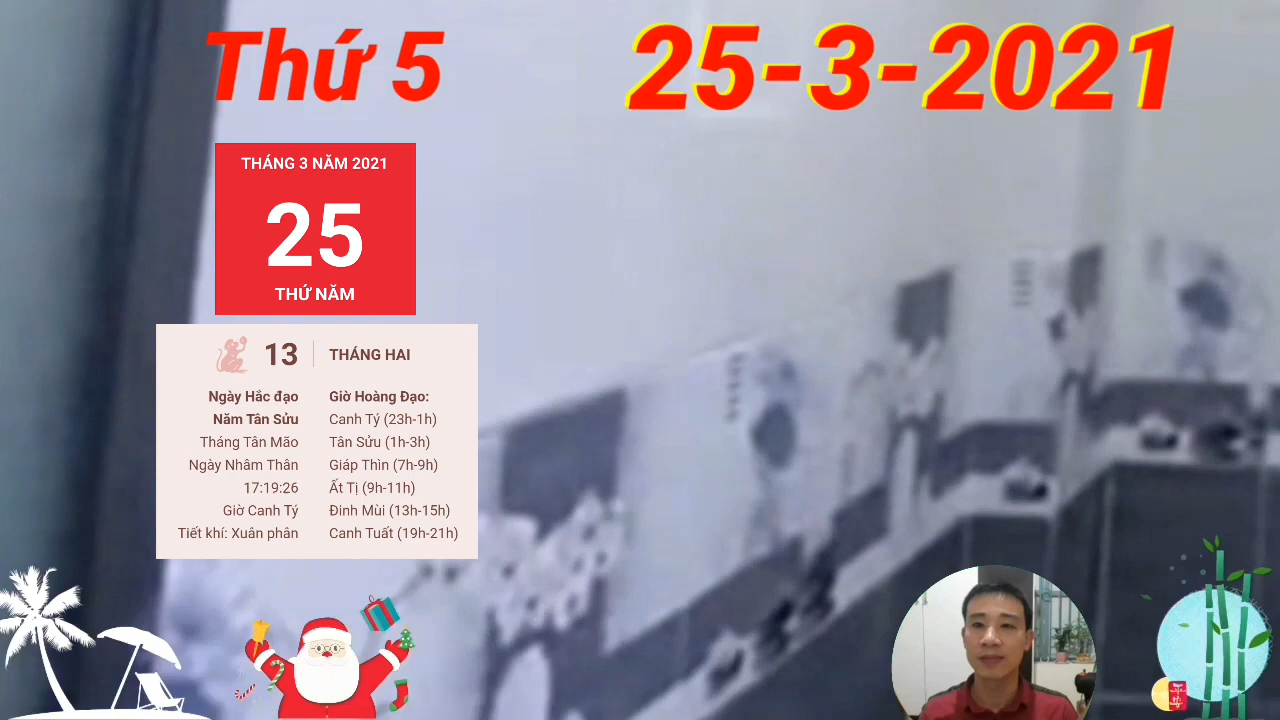 Thứ 5
25-3-2021
THÁNG 3 NĂM 2021
25
THỨ NĂM
13
THÁNG HAI
Ngày Hắc đạo
Năm Tân Sửu
Tháng Tân Mão
Ngày Nhâm Thân
17:19:26
Giờ Canh Tý
Tiết khí: Xuân phân
Giờ Hoàng Đạo:
Canh Tý (23h-1h)
Tân Sửu (1h-3h)
Giáp Thìn (7h-9h)
Ất Tị (9h-11h)
Đinh Mùi (13h-15h)
Canh Tuất (19h-21h)